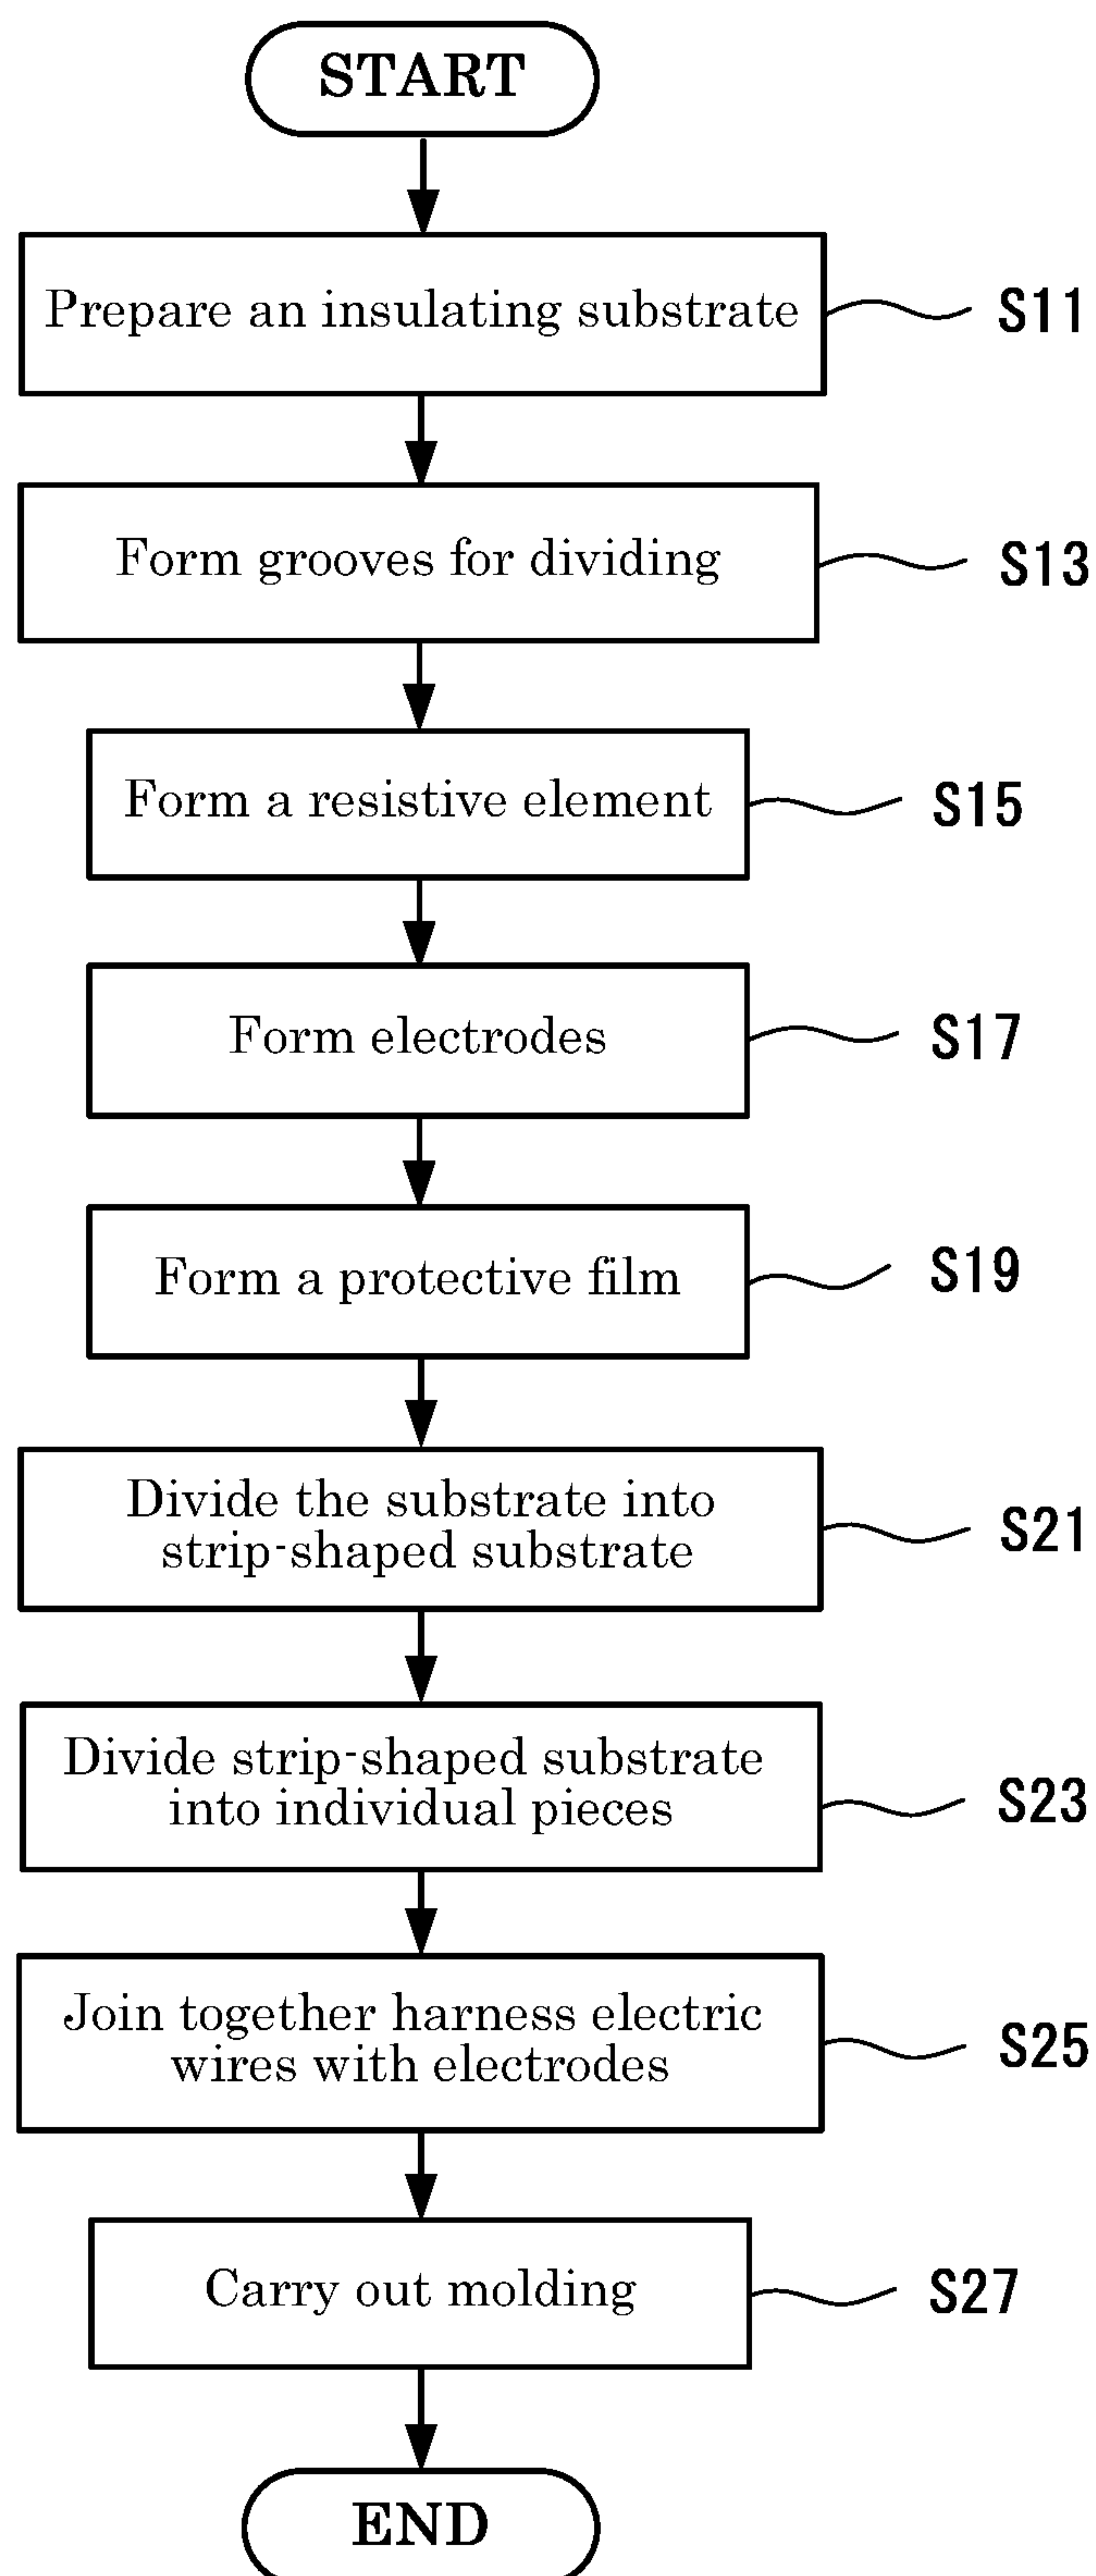 START
Prepare an insulating substrate
S11
Form grooves for dividing
S13
Form a resistive element
S15
Form electrodes
S17
Form a protective film
S19
Divide the substrate into
strip-shaped substrate
S21
Divide strip-shaped substrate
into individual pieces
S23
Join together harness electric
wires with electrodes
S25
Carry out molding
S27
END